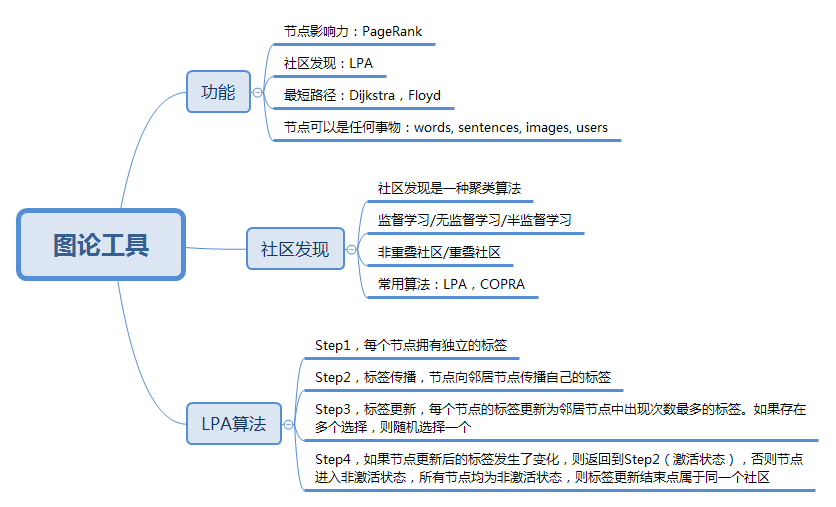 节点影响力：PageRank
社区发现：LPA
功能
最短路径：Dijkstra，Floyd
节点可以是任何事物：words, sentences, images, users
社区发现是一种聚类算法
监督学习/无监督学习/半监督学习
图论工具
社区发现
非重叠社区/重叠社区
常用算法：LPA，COPRA
Step1，每个节点拥有独立的标签
Step2，标签传播，节点向邻居节点传播自己的标签
Step3，标签更新，每个节点的标签更新为邻居节点中出现次数最多的标签。如果存在
多个选择，则随机选择一个
LPA算法
Step4，如果节点更新后的标签发生了变化，则返回到Step2（激活状态），否则节点
进入非激活状态，所有节点均为非激活状态，则标签更新结束点属于同一个社区